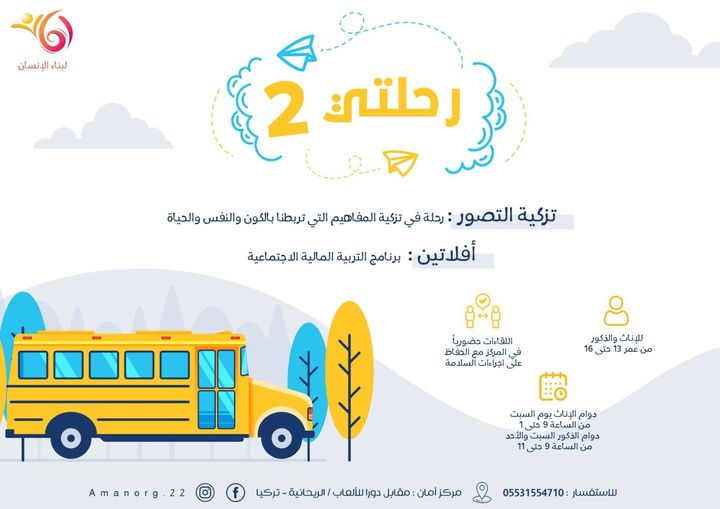 لبناء الإنسان
رحلتي 2
تزكية التصور : رحلة في تزكية المفاهيم التي تربطنا بالكون والنفس والحياة
أفلاتين : برنامج التربية المالية الاجتماعية
للإناث والذكور
من عمر 13 حتى 16
اللقاءات حضورياً
في المركز مع الحفاظ
على اجراءات السلامة
دوام الإناث يوم السبت
من الساعة 9 حتى 1
دوام الذكور السبت والأحد
من الساعة 9 حتى 11
للاستفسار : 05531554710
مركز أمان : مقابل دورا للألعاب / الريحانية - تركيا
Amanorg.22